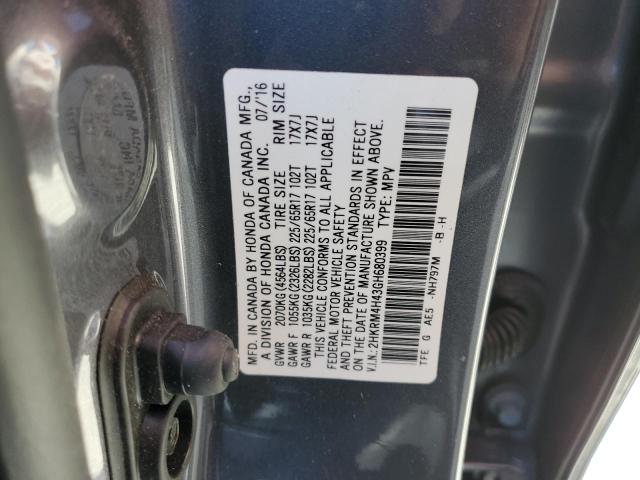 MFD. IN CANADA BY HONDA OF CANADA MFG.,
A DIVISION OF HONDA CANADA INC. 07/'16
GVWR 2070KG(4564LBS) TIRE SIZE RIM SIZE
GAWR F 1055KG(2326LBS) 225/65R17 102T 17X7J
GAWR R 1035KG(2282LBS) 225/65R17 102T 17X7J
THIS VEHICLE CONFORMS TO ALL APPLICABLE
FEDERAL MOTOR VEHICLE SAFETY
AND THEFT PREVENTION STANDARDS IN EFFECT
ON THE DATE OF MANUFACTURE SHOWN ABOVE.
V.I.N.: 2HKRM4H43GH680399 TYPE: MPV
TFE G AE5 -NH797M -B -H